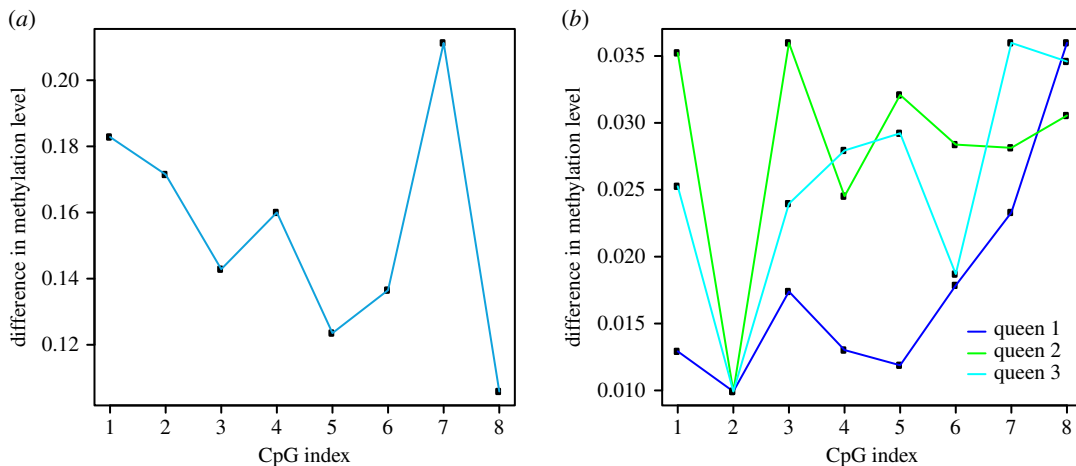 (a)
difference in methylation level
0.20
0.18
0.16
0.14
0.12
1 2 3 4 5 6 7 8
CpG index
(b)
difference in methylation level
0.035
0.030
0.025
0.020
0.015
0.010
queen 1
queen 2
queen 3
1 2 3 4 5 6 7 8
CpG index